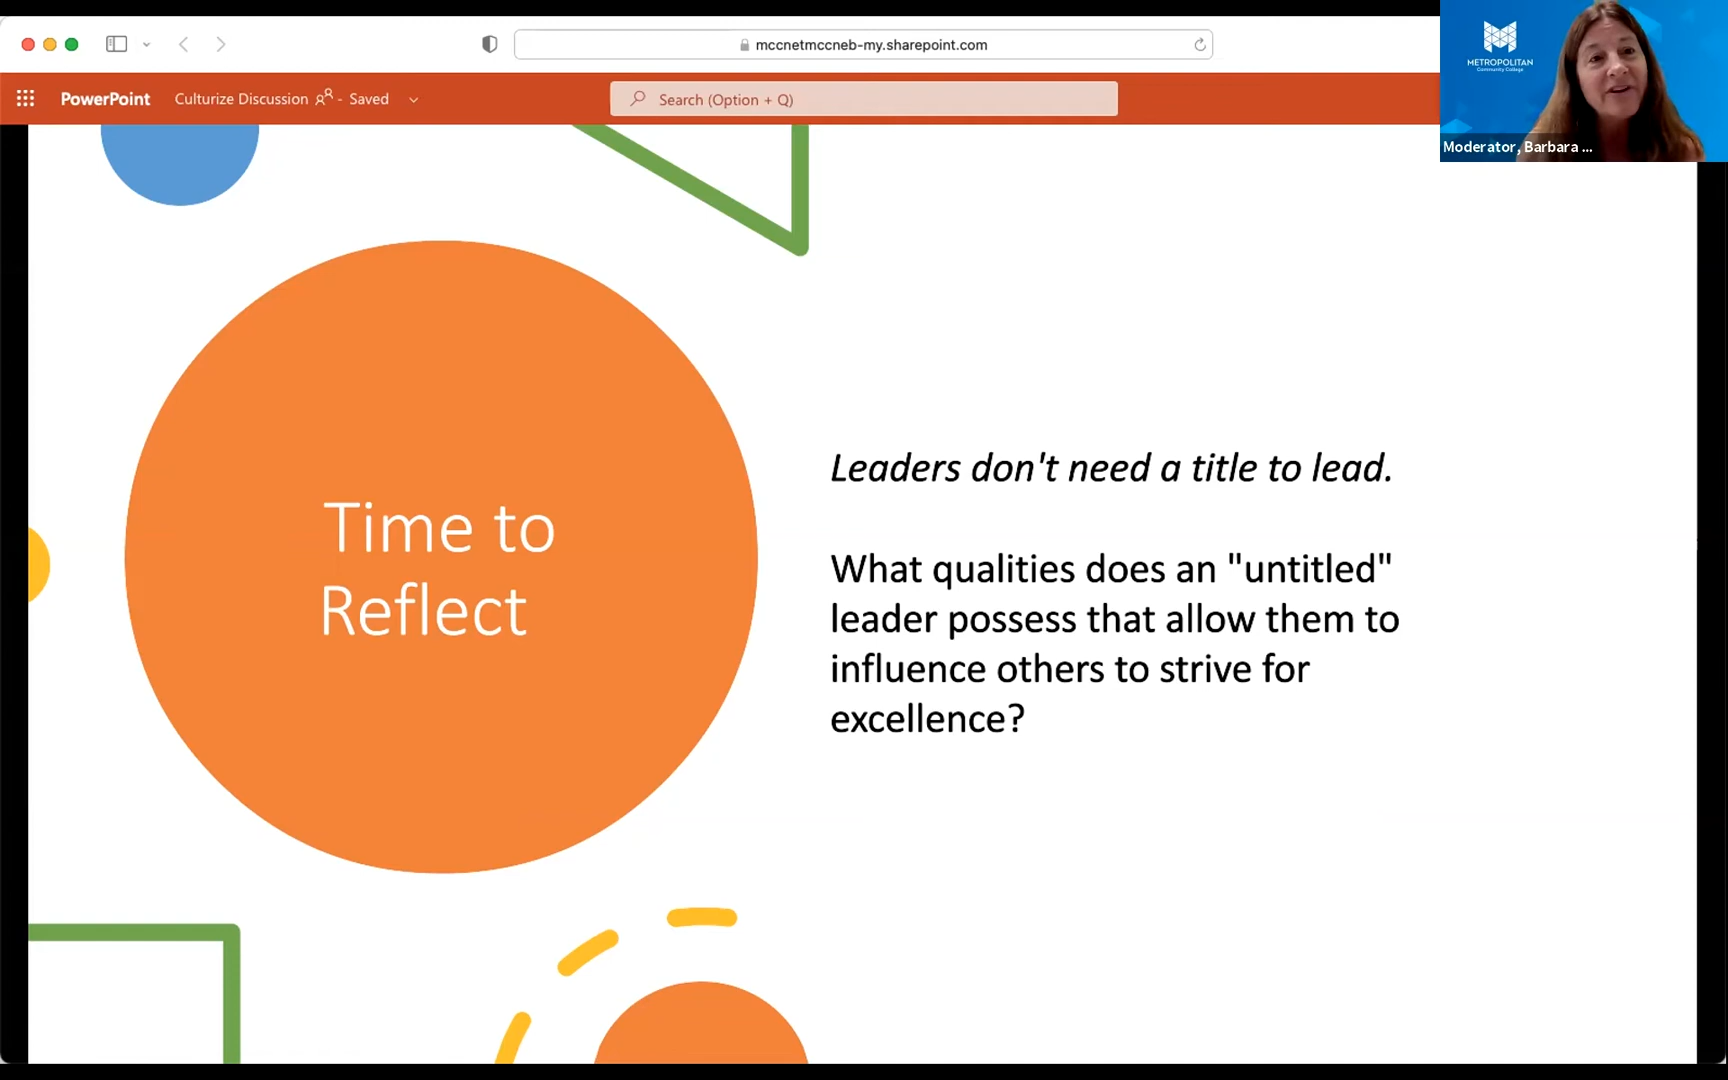 mccnetmccneb-my.sharepoint.com
METROPOLITAN
Community College
PowerPoint Culturize Discussion - Saved
Search (Option + Q)
Moderator, Barbara ...
Time to
Reflect
Leaders don't need a title to lead.
What qualities does an "untitled"
leader possess that allow them to
influence others to strive for
excellence?